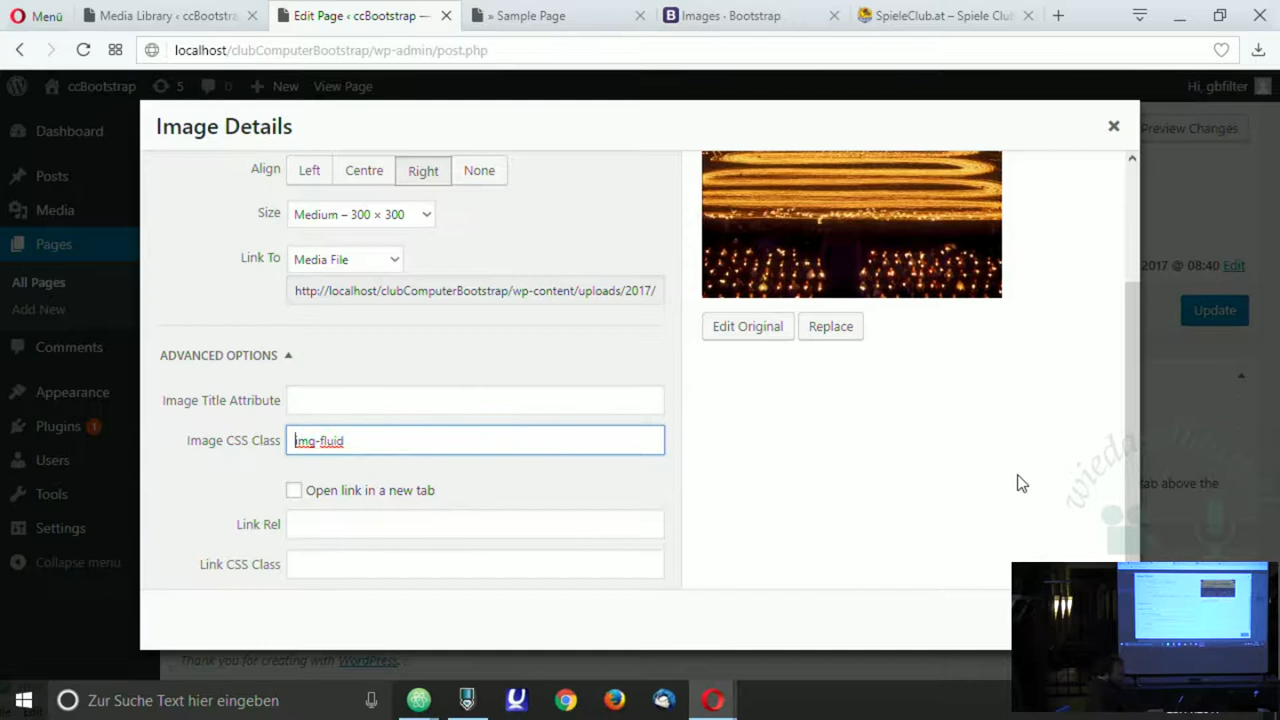 Menü
Media Library ‹ ccBootstra
Edit Page ‹ ccBootstrap —
» Sample Page
Images · Bootstrap
SpieleClub.at – Spiele Club
localhost/clubComputerBootstrap/wp-admin/post.php
ccBootstrap
5
0
New
View Page
Hi, gbfilter
Dashboard
Posts
Media
Pages
All Pages
Add New
Comments
Appearance
Plugins 1
Users
Tools
Settings
Collapse menu
Image Details
Preview Changes
Align
Left
Centre
Right
None
Size
Medium – 300 × 300
Link To
Media File
http://localhost/clubComputerBootstrap/wp-content/uploads/2017/
2017 @ 08:40 Edit
Edit Original
Replace
Update
ADVANCED OPTIONS
Image Title Attribute
Image CSS Class
img-fluid
Open link in a new tab
tab above the
Link Rel
Link CSS Class
Thank you for creating with WordPress.
Zur Suche Text hier eingeben